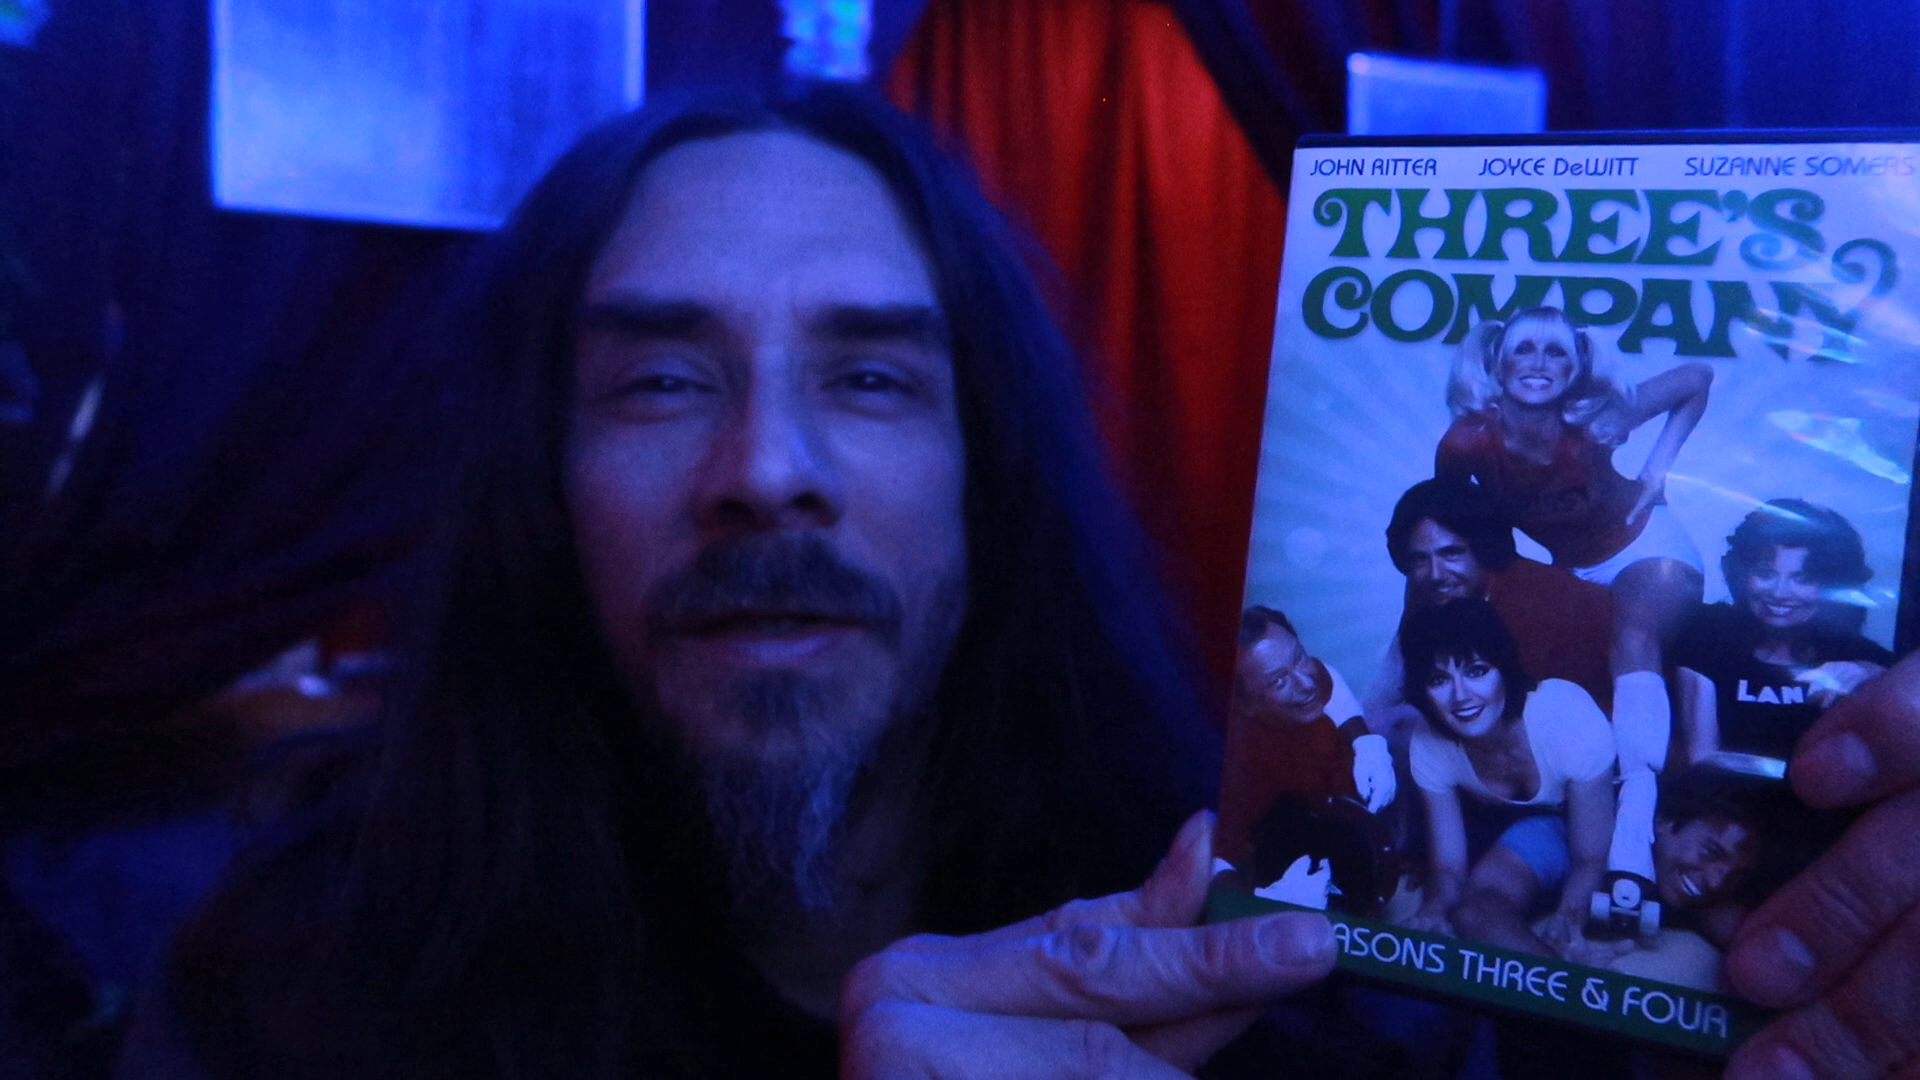 JOHN RITTER JOYCE DeWITT SUZANNE SOMERS
THREE'S
COMPANY
LAN
ASONS THREE & FOUR